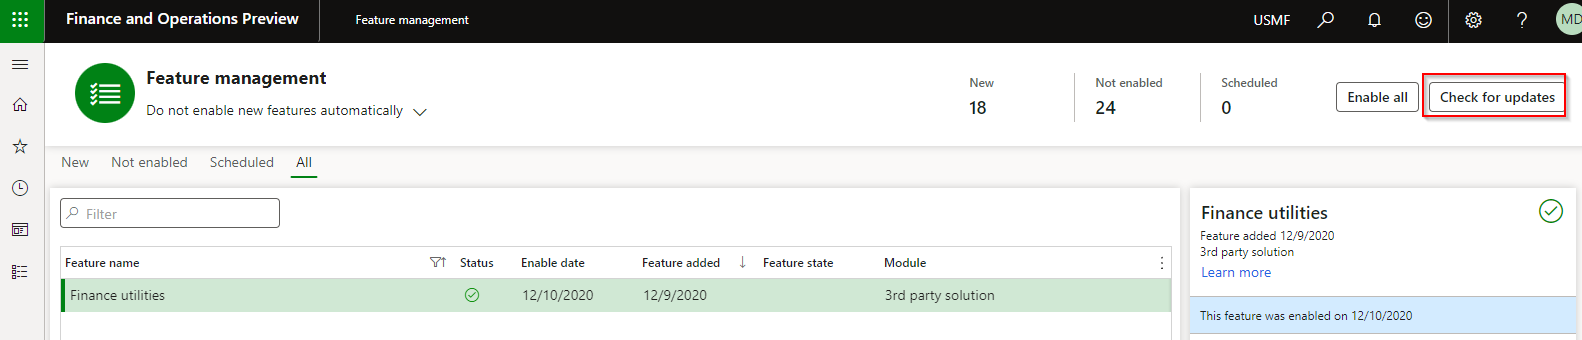 Finance and Operations Preview
Feature management
USMF
MD
Feature management
Do not enable new features automatically
New
18
Not enabled
24
Scheduled
0
Enable all
Check for updates
New Not enabled Scheduled All
Filter
Feature name Status Enable date Feature added Feature state Module
Finance utilities 12/10/2020 12/9/2020 3rd party solution
Finance utilities
Feature added 12/9/2020
3rd party solution
Learn more
This feature was enabled on 12/10/2020